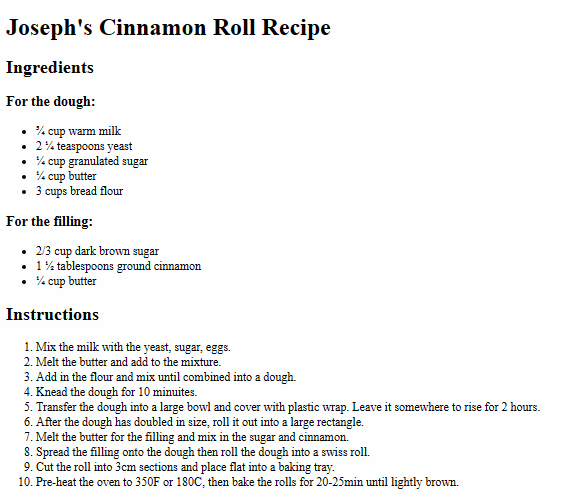 Joseph's Cinnamon Roll Recipe
Ingredients
For the dough:
• ¾ cup warm milk
• 2 ¼ teaspoons yeast
• ¼ cup granulated sugar
• ¼ cup butter
• 3 cups bread flour
For the filling:
• 2/3 cup dark brown sugar
• 1 ½ tablespoons ground cinnamon
• ¼ cup butter
Instructions
1. Mix the milk with the yeast, sugar, eggs.
2. Melt the butter and add to the mixture.
3. Add in the flour and mix until combined into a dough.
4. Knead the dough for 10 minuites.
5. Transfer the dough into a large bowl and cover with plastic wrap. Leave it somewhere to rise for 2 hours.
6. After the dough has doubled in size, roll it out into a large rectangle.
7. Melt the butter for the filling and mix in the sugar and cinnamon.
8. Spread the filling onto the dough then roll the dough into a swiss roll.
9. Cut the roll into 3cm sections and place flat into a baking tray.
10. Pre-heat the oven to 350F or 180C, then bake the rolls for 20-25min until lightly brown.